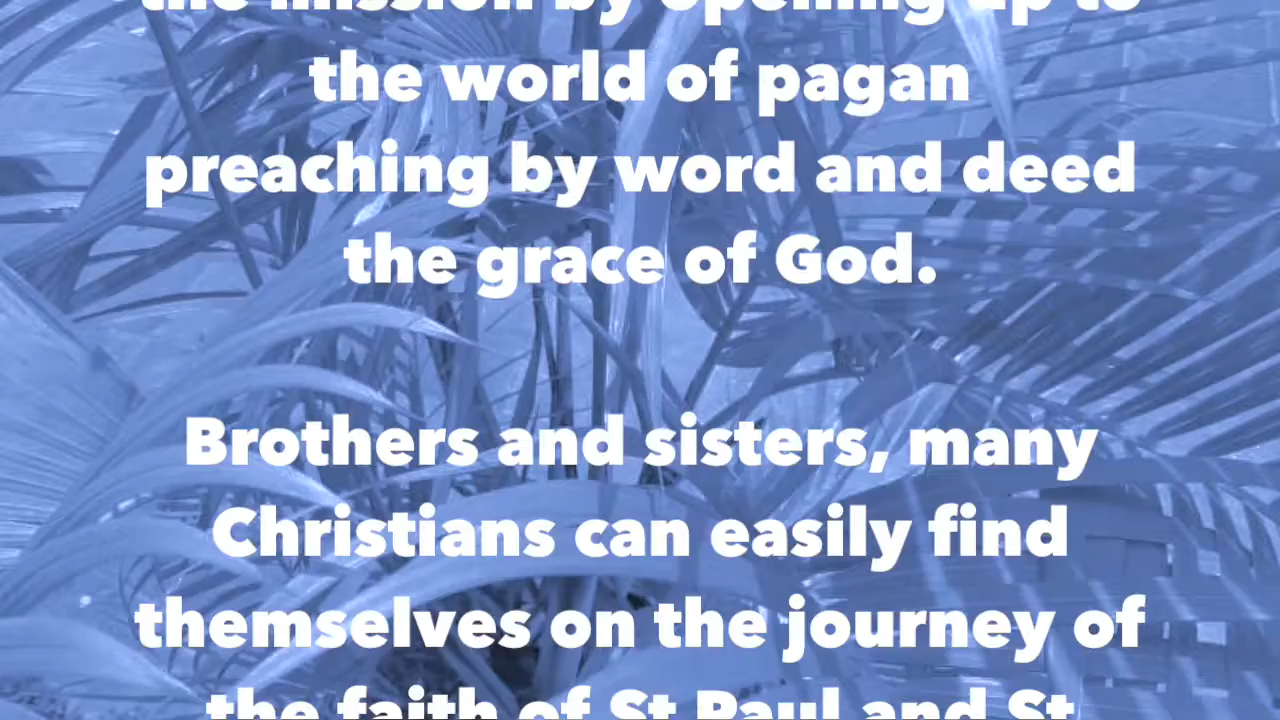 the mission by opening up to
the world of pagan
preaching by word and deed
the grace of God.
Brothers and sisters, many
Christians can easily find
themselves on the journey of
the faith of St Paul and St